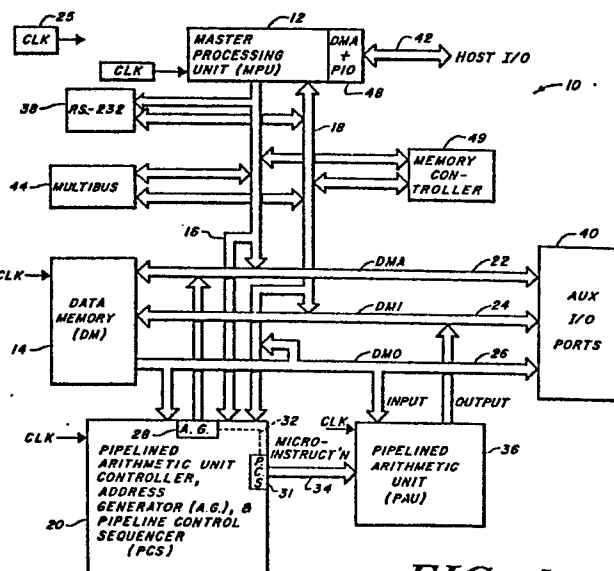 25
CLK
12
MASTER PROCESSING UNIT (MPU)
DMA + PIO
42
HOST I/O
CLK
48
10
38
RS-232
18
49
MEMORY CON-TROLLER
44
MULTIBUS
16
40
CLK
DMA
22
AUX I/O PORTS
DATA MEMORY (DM)
DMI
24
14
DMO
26
INPUT
OUTPUT
32
CLK
28
A.G.
MICRO-INSTRUCT'N
CLK
36
PIPELINED ARITHMETIC UNIT CONTROLLER, ADDRESS GENERATOR (A.G.), & PIPELINE CONTROL SEQUENCER (PCS)
PCS
31
34
PIPELINED ARITHMETIC UNIT (PAU)
20